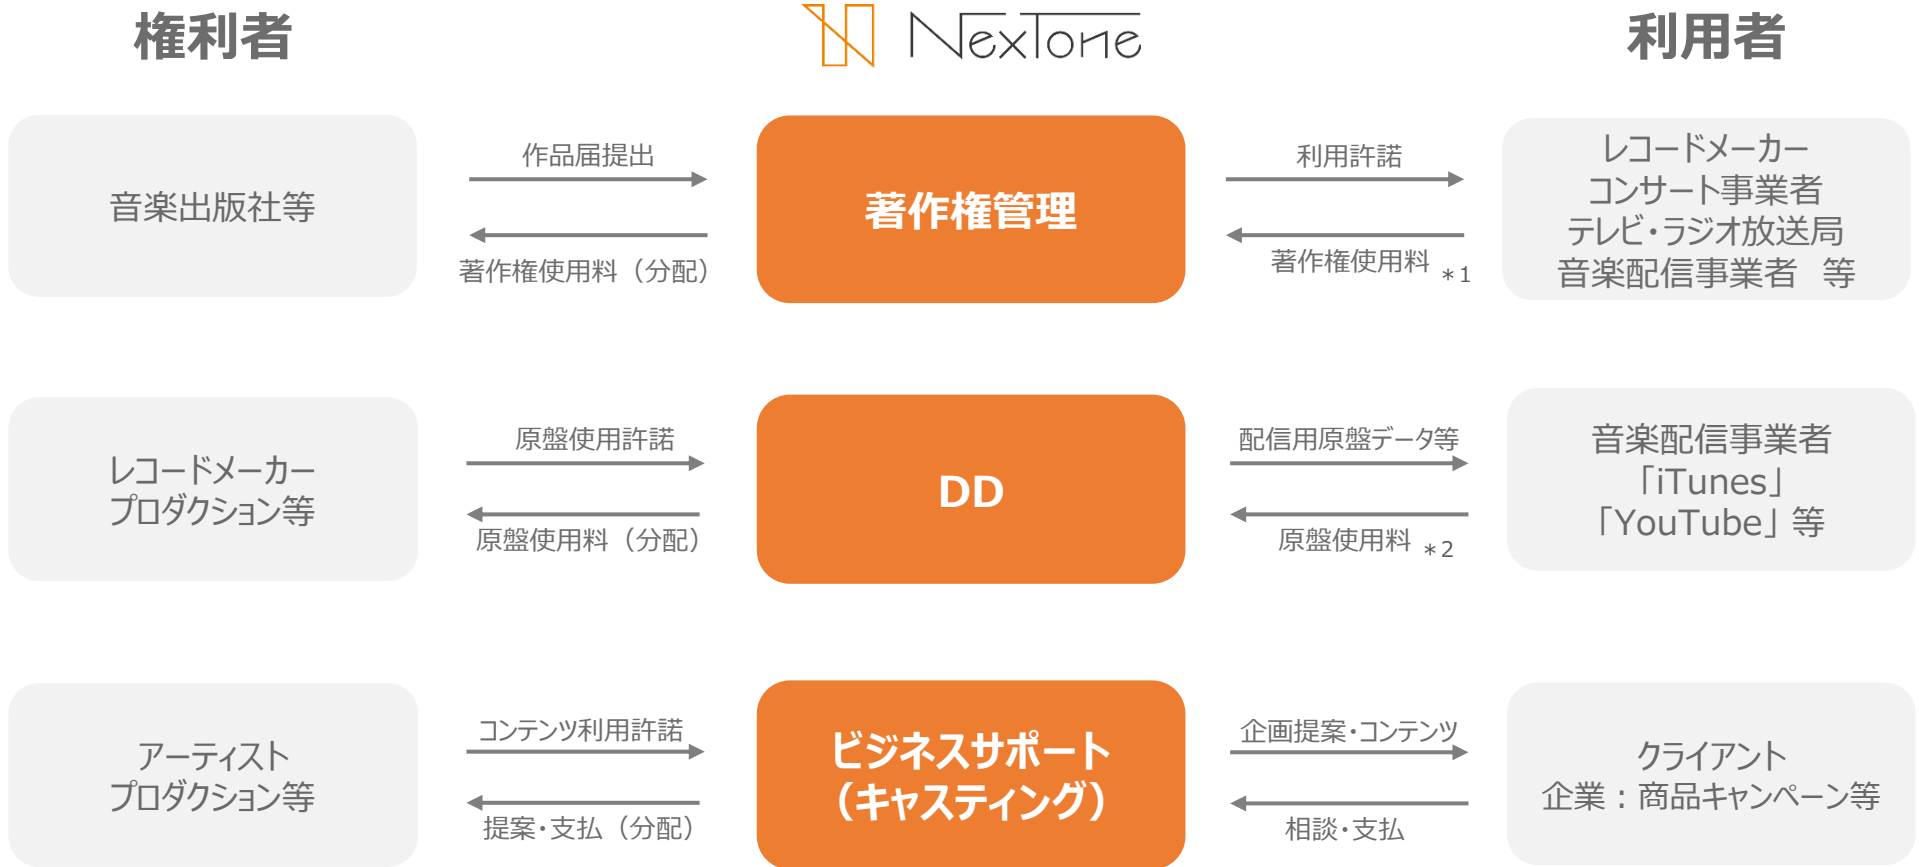 権利者
NexTone
利用者
音楽出版社等
作品届提出
著作権使用料（分配）
著作権管理
利用許諾
著作権使用料 ＊1
レコードメーカー
コンサート事業者
テレビ・ラジオ放送局
音楽配信事業者　等
レコードメーカー
プロダクション等
原盤使用許諾
原盤使用料（分配）
DD
配信用原盤データ等
原盤使用料 ＊2
音楽配信事業者
「iTunes」
「YouTube」等
アーティスト
プロダクション等
コンテンツ利用許諾
提案・支払（分配）
ビジネスサポート
（キャスティング）
企画提案・コンテンツ
相談・支払
クライアント
企業：商品キャンペーン等